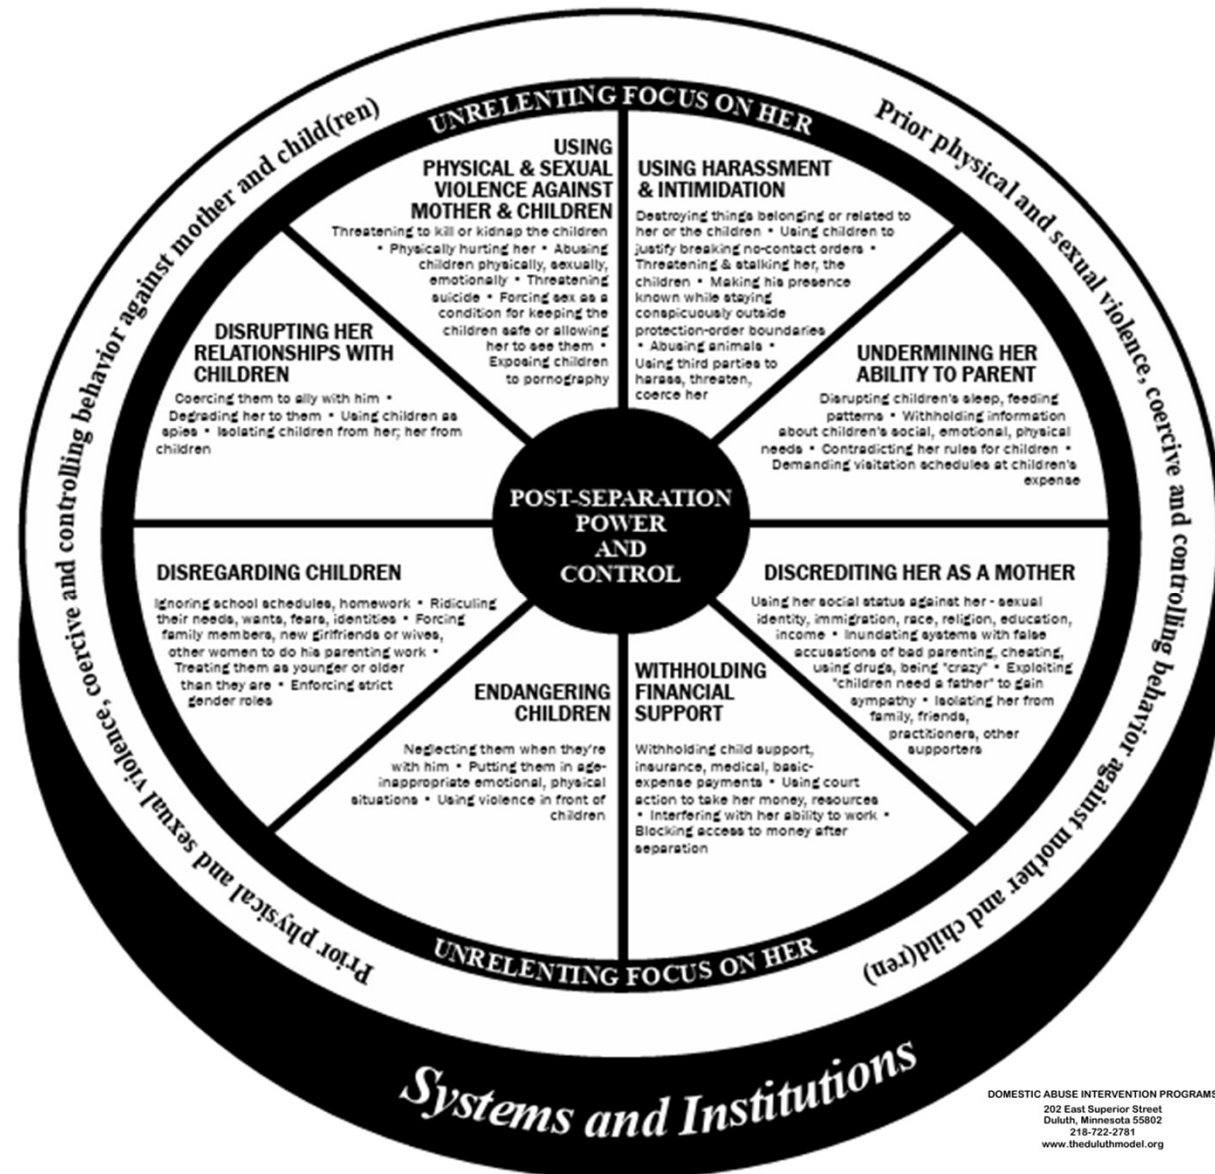 UNRELENTING FOCUS ON HER
Prior physical and sexual violence, coercive and controlling behavior against mother and child(ren)
Prior physical and sexual violence, coercive and controlling behavior against mother and child(ren)
USING
PHYSICAL & SEXUAL
VIOLENCE AGAINST
MOTHER & CHILDREN
Threatening to kill or kidnap the children
• Physically hurting her • Abusing
children physically, sexually,
emotionally • Threatening
suicide • Forcing sex as a
condition for keeping the
children safe or allowing
her to see them •
Exposing children
to pornography
USING HARASSMENT
& INTIMIDATION
Destroying things belonging or related to
her or the children • Using children to
justify breaking no-contact orders •
Threatening & stalking her, the
children • Making his presence
known while staying
conspicuously outside
protection-order boundaries
• Abusing animals •
Using third parties to
harass, threaten,
coerce her
DISRUPTING HER
RELATIONSHIPS WITH
CHILDREN
Coercing them to ally with him •
Degrading her to them • Using children as
spies • Isolating children from her; her from
children
UNDERMINING HER
ABILITY TO PARENT
Disrupting children's sleep, feeding
patterns • Withholding information
about children's social, emotional, physical
needs • Contradicting her rules for children •
Demanding visitation schedules at children's
expense
POST-SEPARATION
POWER
AND
CONTROL
DISREGARDING CHILDREN
Ignoring school schedules, homework • Ridiculing
their needs, wants, fears, identities • Forcing
family members, new girlfriends or wives,
other women to do his parenting work •
Treating them as younger or older
than they are • Enforcing strict
gender roles
DISCREDITING HER AS A MOTHER
Using her social status against her - sexual
identity, immigration, race, religion, education,
income • Inundating systems with false
accusations of bad parenting, cheating,
using drugs, being "crazy" • Exploiting
"children need a father" to gain
sympathy • Isolating her from
family, friends,
practitioners, other
supporters
ENDANGERING
CHILDREN
Neglecting them when they're
with him • Putting them in age-
inappropriate emotional, physical
situations • Using violence in front of
children
WITHHOLDING
FINANCIAL
SUPPORT
Withholding child support,
insurance, medical, basic-
expense payments • Using court
action to take her money, resources
• Interfering with her ability to work •
Blocking access to money after
separation
UNRELENTING FOCUS ON HER
Systems and Institutions
DOMESTIC ABUSE INTERVENTION PROGRAMS
202 East Superior Street
Duluth, Minnesota 55802
218-722-2781
www.theduluthmodel.org